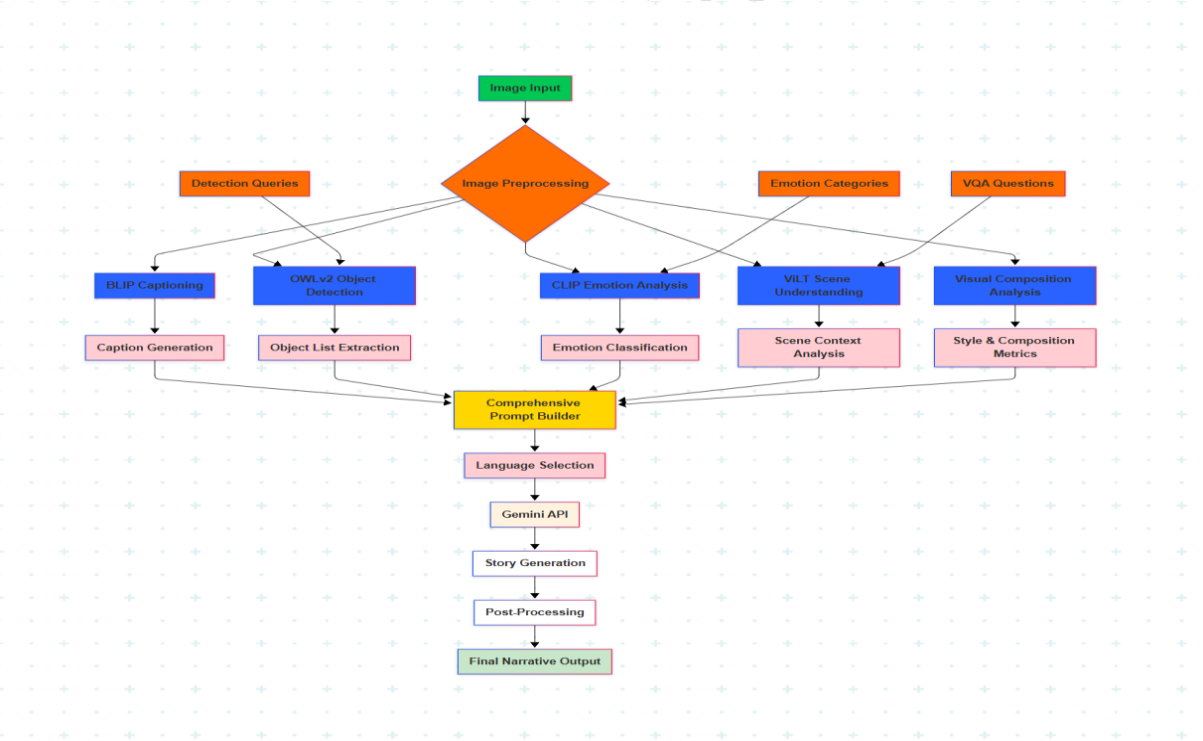 Image Input
Detection Queries
Image Preprocessing
Emotion Categories
VQA Questions
BLIP Captioning
OWLv2 Object
Detection
CLIP Emotion Analysis
ViLT Scene
Understanding
Visual Composition
Analysis
Caption Generation
Object List Extraction
Emotion Classification
Scene Context
Analysis
Style & Composition
Metrics
Comprehensive
Prompt Builder
Language Selection
Gemini API
Story Generation
Post-Processing
Final Narrative Output